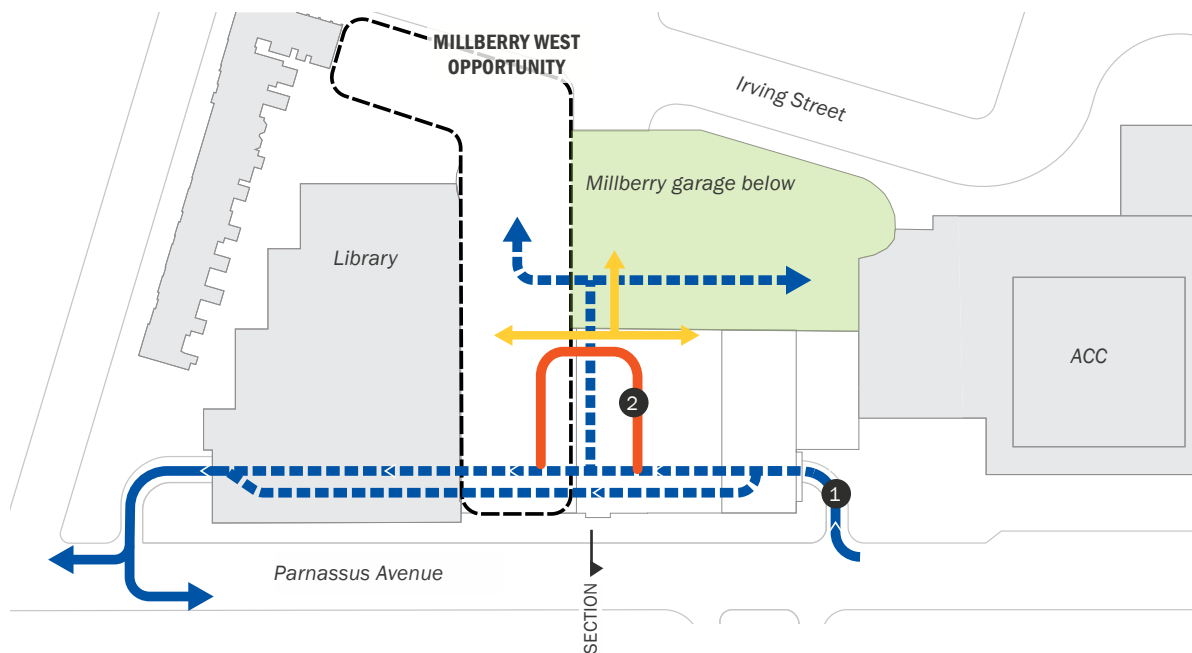 MILLBERRY WEST
OPPORTUNITY
Irving Street
Millberry garage below
Library
ACC
2
1
Parnassus Avenue
SECTION